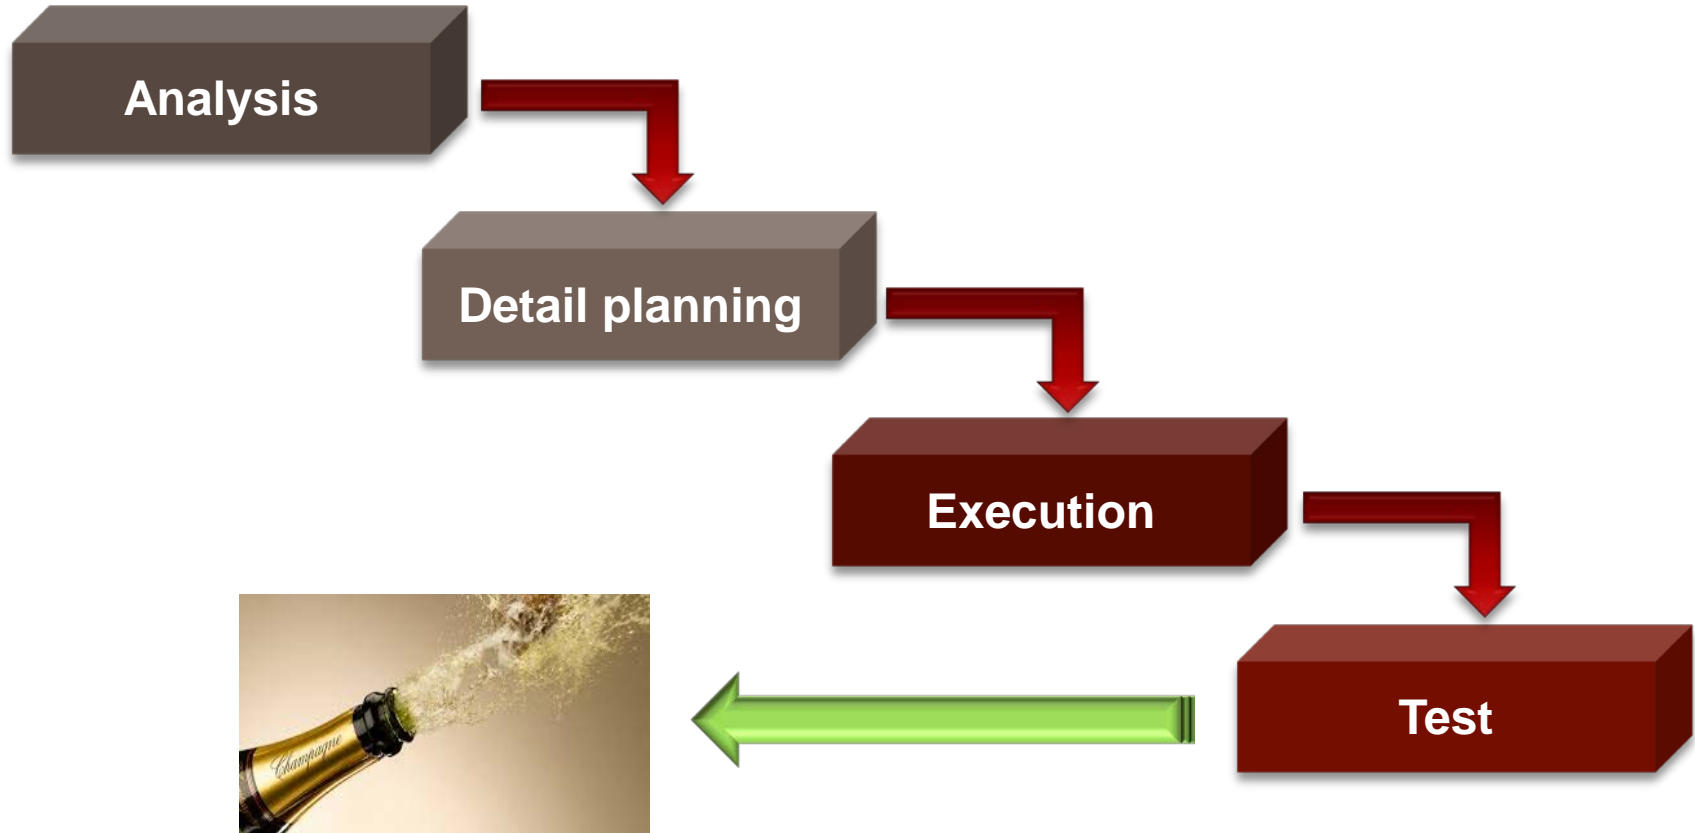 Analysis
Detail planning
Execution
Test
Champagne